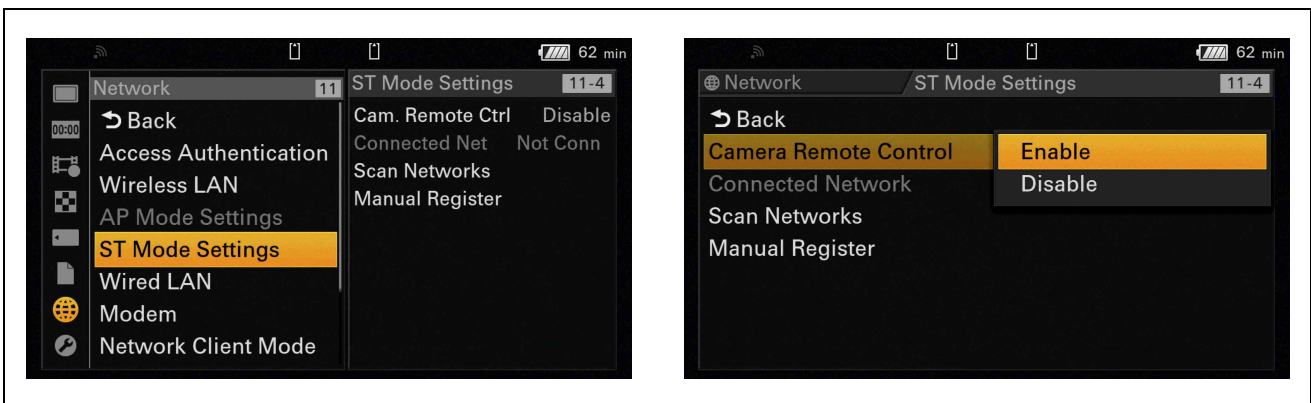 62 min
Network 11
Back
Access Authentication
Wireless LAN
AP Mode Settings
ST Mode Settings
Wired LAN
Modem
Network Client Mode
00:00
ST Mode Settings 11-4
Cam. Remote Ctrl Disable
Connected Net Not Conn
Scan Networks
Manual Register
62 min
Network ST Mode Settings 11-4
Back
Camera Remote Control Enable
Connected Network Disable
Scan Networks
Manual Register